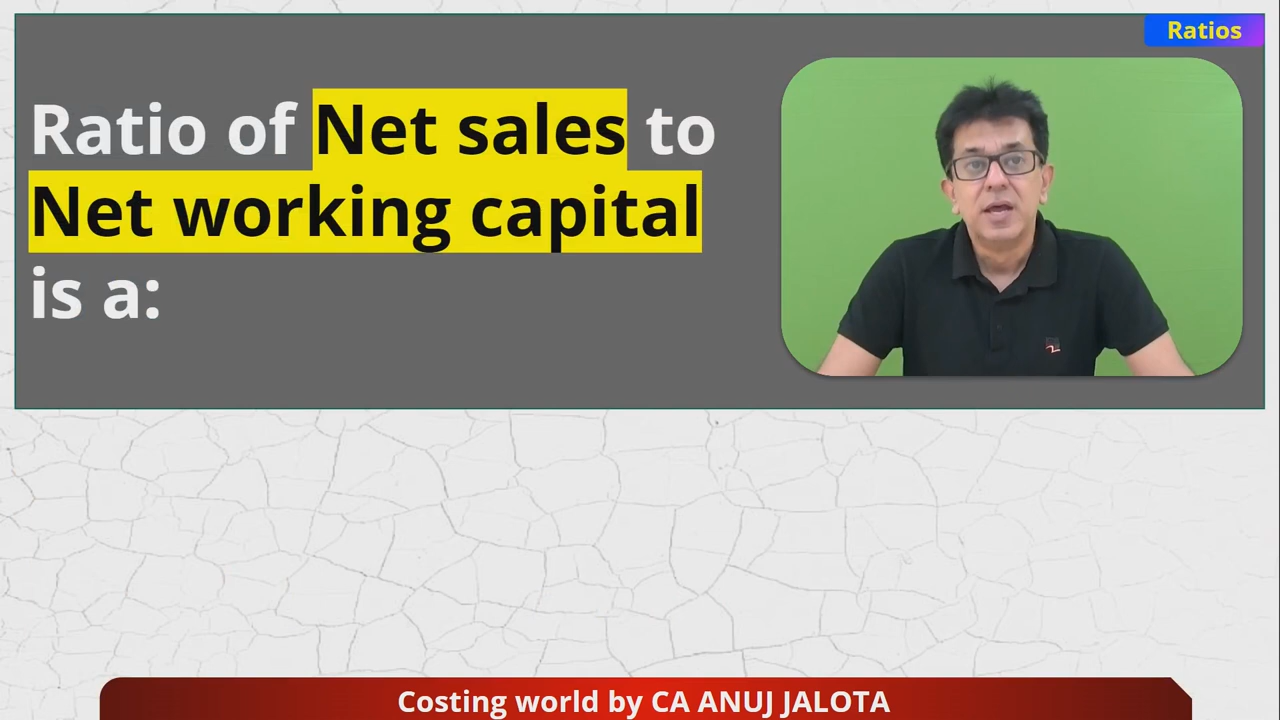 Ratios
Ratio of Net sales to
Net working capital
is a:
Costing world by CA ANUJ JALOTA